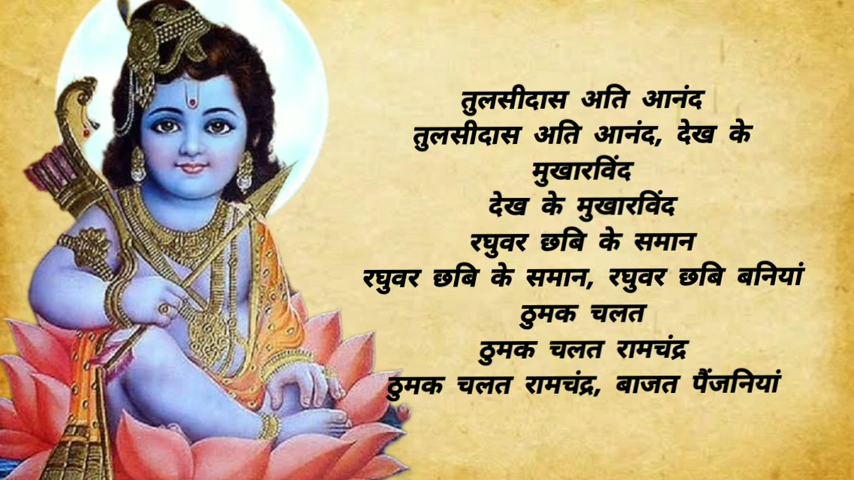 तुलसीदास अति आनंद
तुलसीदास अति आनंद, देख के
मुखारविंद
देख के मुखारविंद
रघुवर छबि के समान
रघुवर छबि के समान, रघुवर छबि बनियां
ठुमक चलत
ठुमक चलत रामचंद्र
ठुमक चलत रामचंद्र, बाजत पैंजनियां